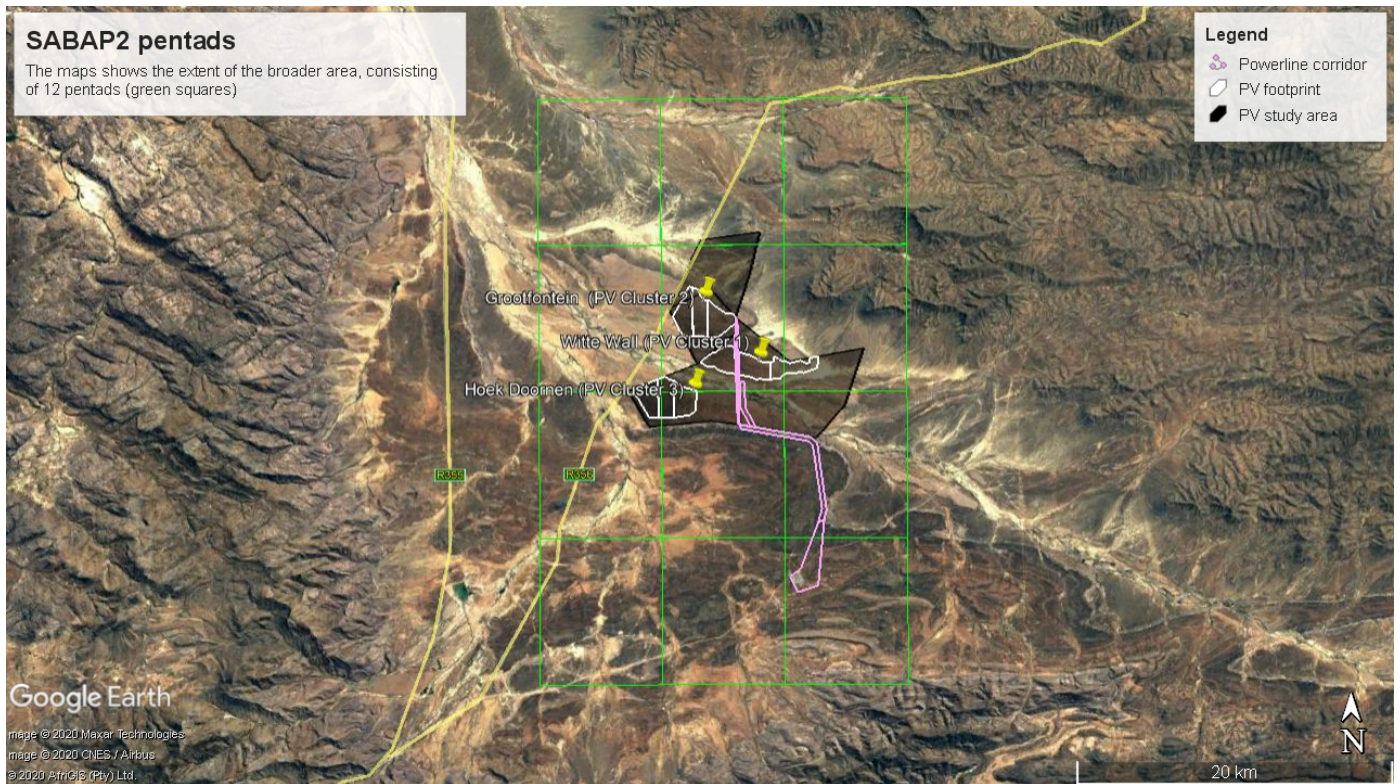 SABAP2 pentads
The maps shows the extent of the broader area, consisting
of 12 pentads (green squares)
Legend
Powerline corridor
PV footprint
PV study area
Grootfontein (PV Cluster 2)
Witte Wall (PV Cluster 1)
Hoek Doornen (PV Cluster 3)
R355
R356
Google Earth
mage © 2020 Maxar Technologies
mage © 2020 CNES / Airbus
© 2020 AfriGIS (Pty) Ltd.
N
20 km